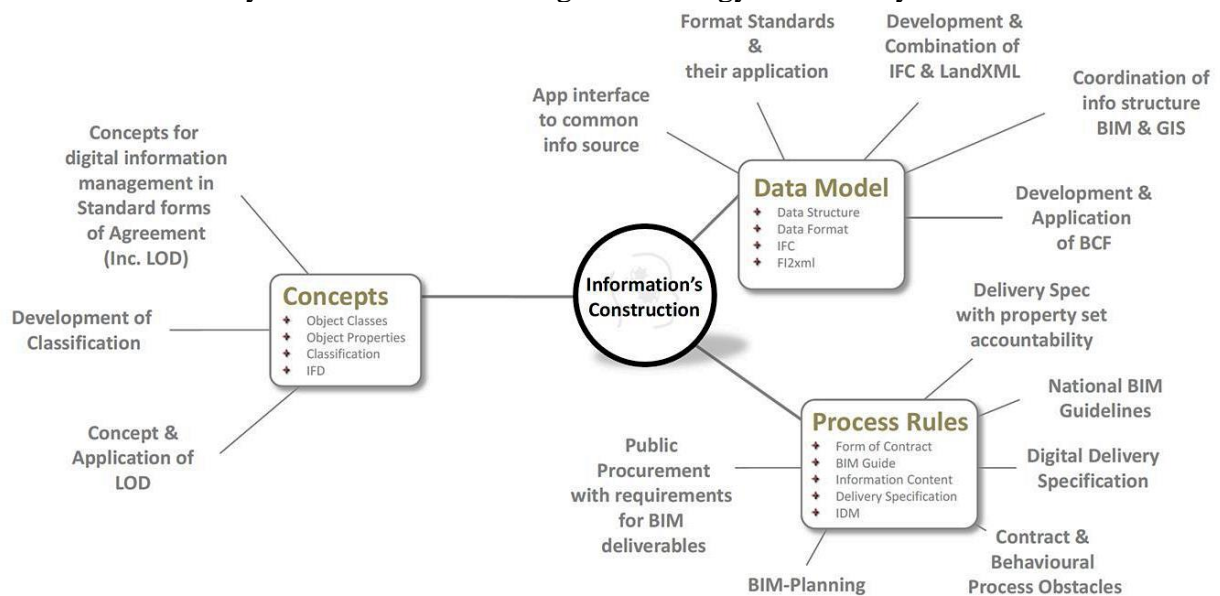 Format Standards
&
their application
Development &
Combination of
IFC & LandXML
Coordination of
info structure
BIM & GIS
App interface
to common
info source
Concepts for
digital information
management in
Standard forms
of Agreement
(Inc. LOD)
Data Model
Data Structure
Data Format
IFC
FI2xml
Development &
Application
of BCF
Information's
Construction
Concepts
Object Classes
Object Properties
Classification
IFD
Development of
Classification
Concept &
Application of
LOD
Delivery Spec
with property set
accountability
National BIM
Guidelines
Process Rules
Form of Contract
BIM Guide
Information Content
Delivery Specification
IDM
Public
Procurement
with requirements
for BIM
deliverables
Digital Delivery
Specification
Contract &
Behavioural
Process Obstacles
BIM-Planning